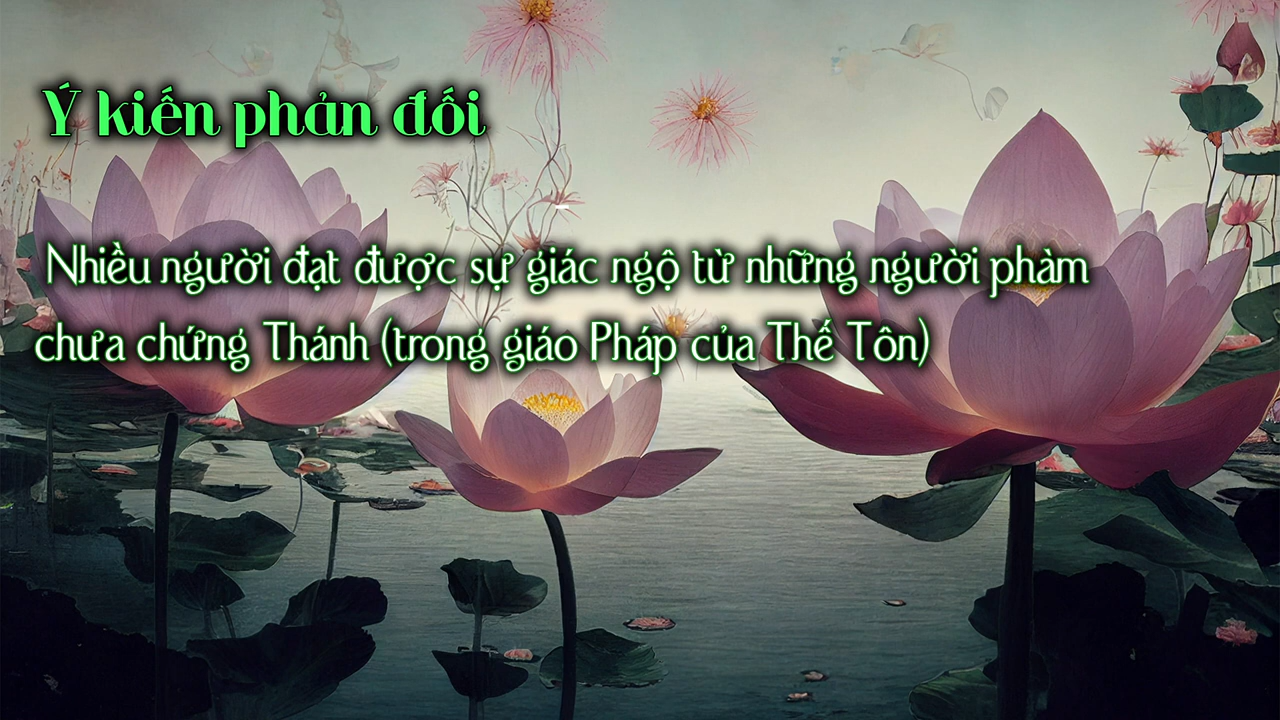 Ý kiến phản đối
Nhiều người đạt được sự giác ngộ từ những người phàm
chưa chứng Thánh (trong giáo Pháp của Thế Tôn)